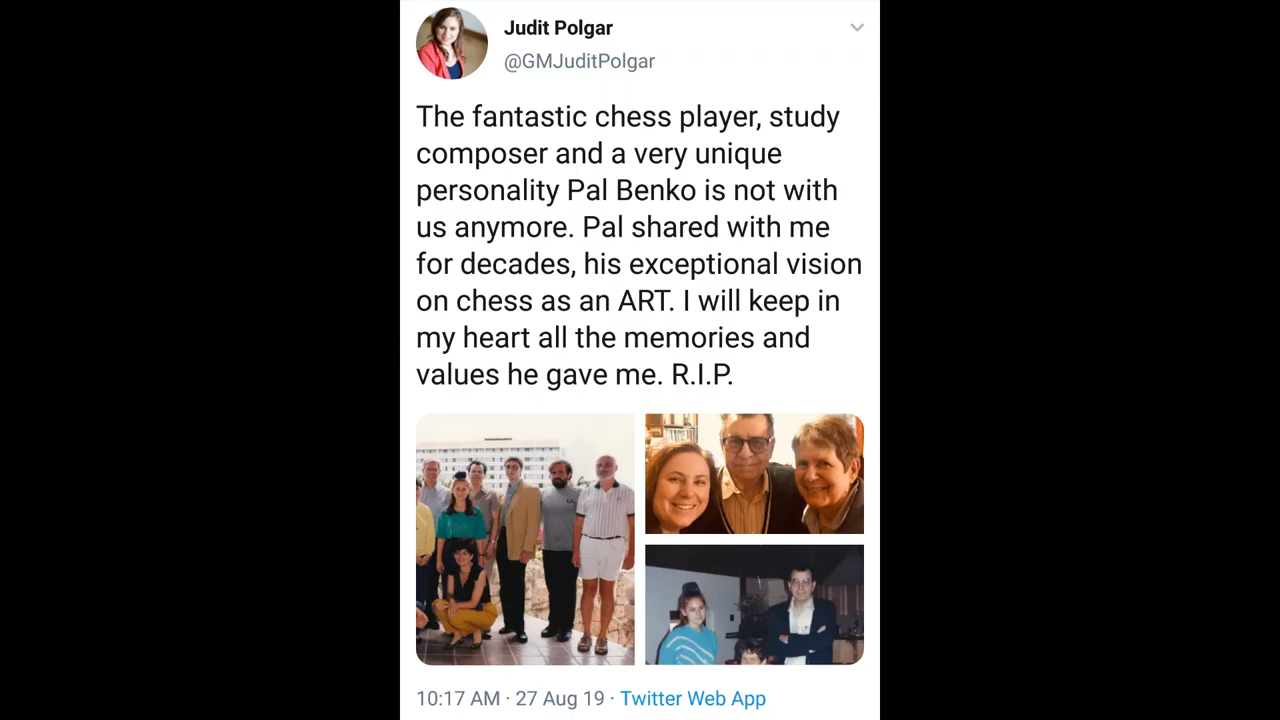 Judit Polgar
@GMJuditPolgar
The fantastic chess player, study
composer and a very unique
personality Pal Benko is not with
us anymore. Pal shared with me
for decades, his exceptional vision
on chess as an ART. I will keep in
my heart all the memories and
values he gave me. R.I.P.
10:17 AM · 27 Aug 19 · Twitter Web App